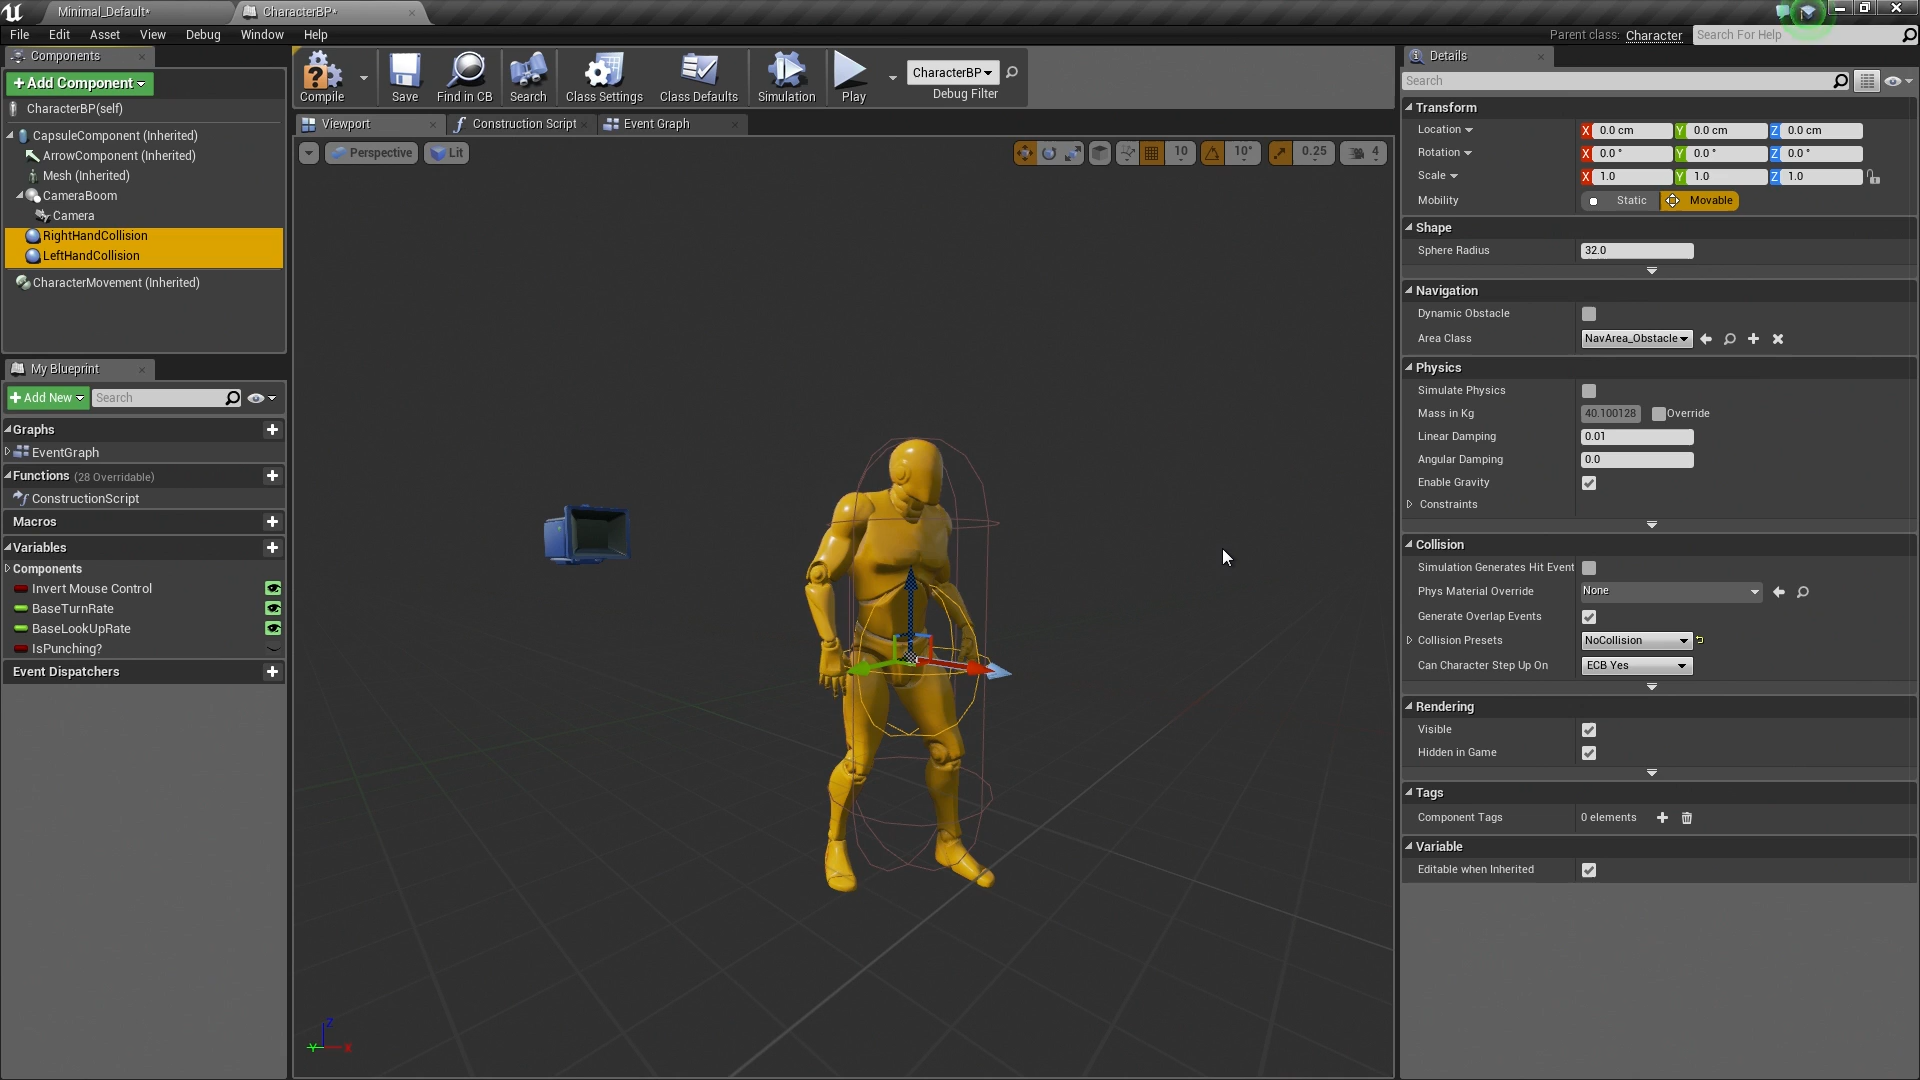 Minimal_Default*
CharacterBP*
File Edit Asset View Debug Window Help
Parent class: Character
Search For Help
Components
+Add Component
CharacterBP(self)
CapsuleComponent (Inherited)
ArrowComponent (Inherited)
Mesh (Inherited)
CameraBoom
Camera
RightHandCollision
LeftHandCollision
CharacterMovement (Inherited)
My Blueprint
+Add New
Search
Graphs
EventGraph
Functions (28 Overridable)
ConstructionScript
Macros
Variables
Components
Invert Mouse Control
BaseTurnRate
BaseLookUpRate
IsPunching?
Event Dispatchers
Compile
Save
Find in CB
Search
Class Settings
Class Defaults
Simulation
Play
CharacterBP
Debug Filter
Viewport
Construction Script
Event Graph
Perspective
Lit
10
10°
0.25
4
Z
Y
X
Details
Search
Transform
Location X 0.0 cm Y 0.0 cm Z 0.0 cm
Rotation X 0.0 ° Y 0.0 ° Z 0.0 °
Scale X 1.0 Y 1.0 Z 1.0
Mobility Static Movable
Shape
Sphere Radius 32.0
Navigation
Dynamic Obstacle
Area Class NavArea_Obstacle
Physics
Simulate Physics
Mass in Kg 40.100128 Override
Linear Damping 0.01
Angular Damping 0.0
Enable Gravity
Constraints
Collision
Simulation Generates Hit Event
Phys Material Override None
Generate Overlap Events
Collision Presets NoCollision
Can Character Step Up On ECB Yes
Rendering
Visible
Hidden in Game
Tags
Component Tags 0 elements
Variable
Editable when Inherited